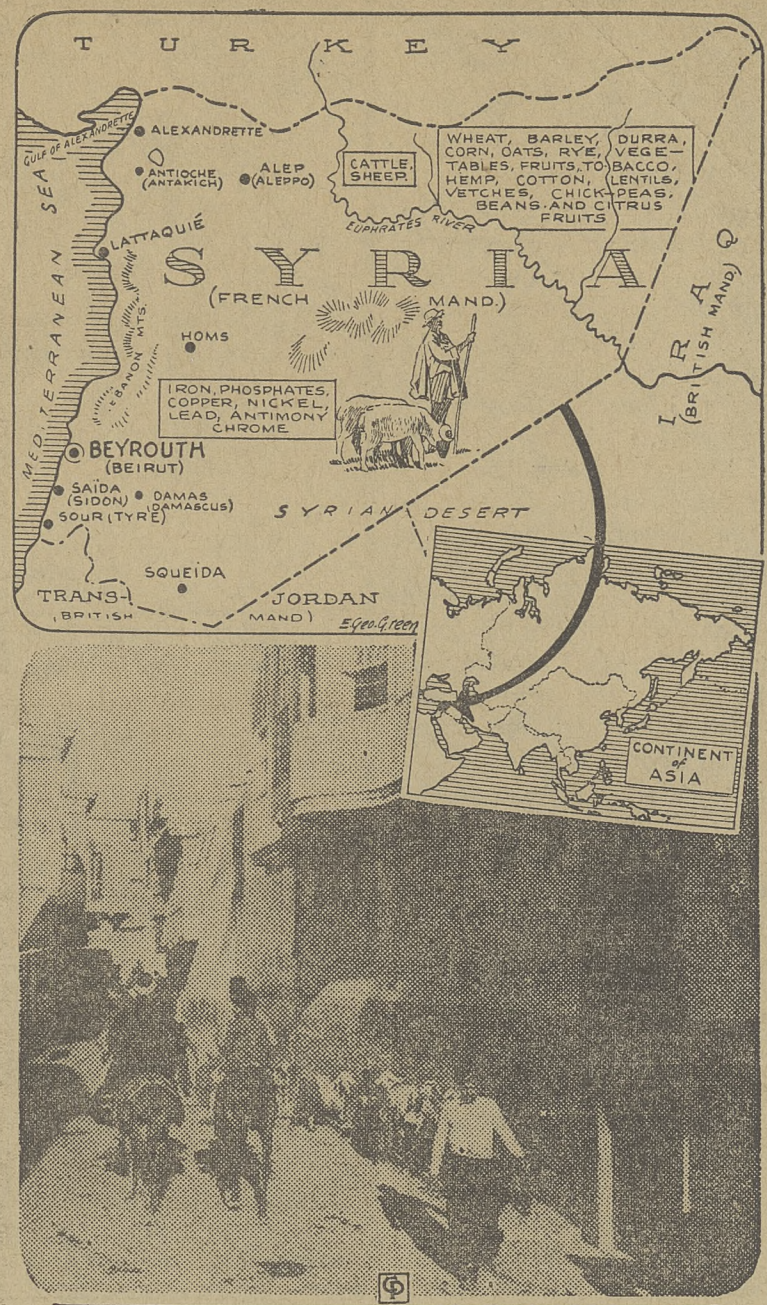 TURKEY
GULF OF ALEXANDRETTE
ALEXANDRETTE
ANTIOCHE
(ANTAKICH)
ALEP
(ALEPPO)
CATTLE,
SHEEP
WHEAT, BARLEY, DURRA,
CORN, OATS, RYE, VEGE-
TABLES, FRUITS, TOBACCO,
HEMP, COTTON, LENTILS,
VETCHES, CHICK-PEAS,
BEANS AND CITRUS
FRUITS
EUPHRATES RIVER
MEDITERRANEAN SEA
LATTAQUIÉ
SYRIA
(FRENCH MAND.)
IRAQ
(BRITISH MAND.)
LEBANON MTS.
HOMS
IRON, PHOSPHATES,
COPPER, NICKEL,
LEAD, ANTIMONY
CHROME
BEYROUTH
(BEIRUT)
SAÏDA
(SIDON)
DAMAS
(DAMASCUS)
SOUR (TYRE)
SYRIAN DESERT
SQUEIDA
TRANS-JORDAN
(BRITISH MAND)
E.Geo.Green
CONTINENT
of
ASIA
CP